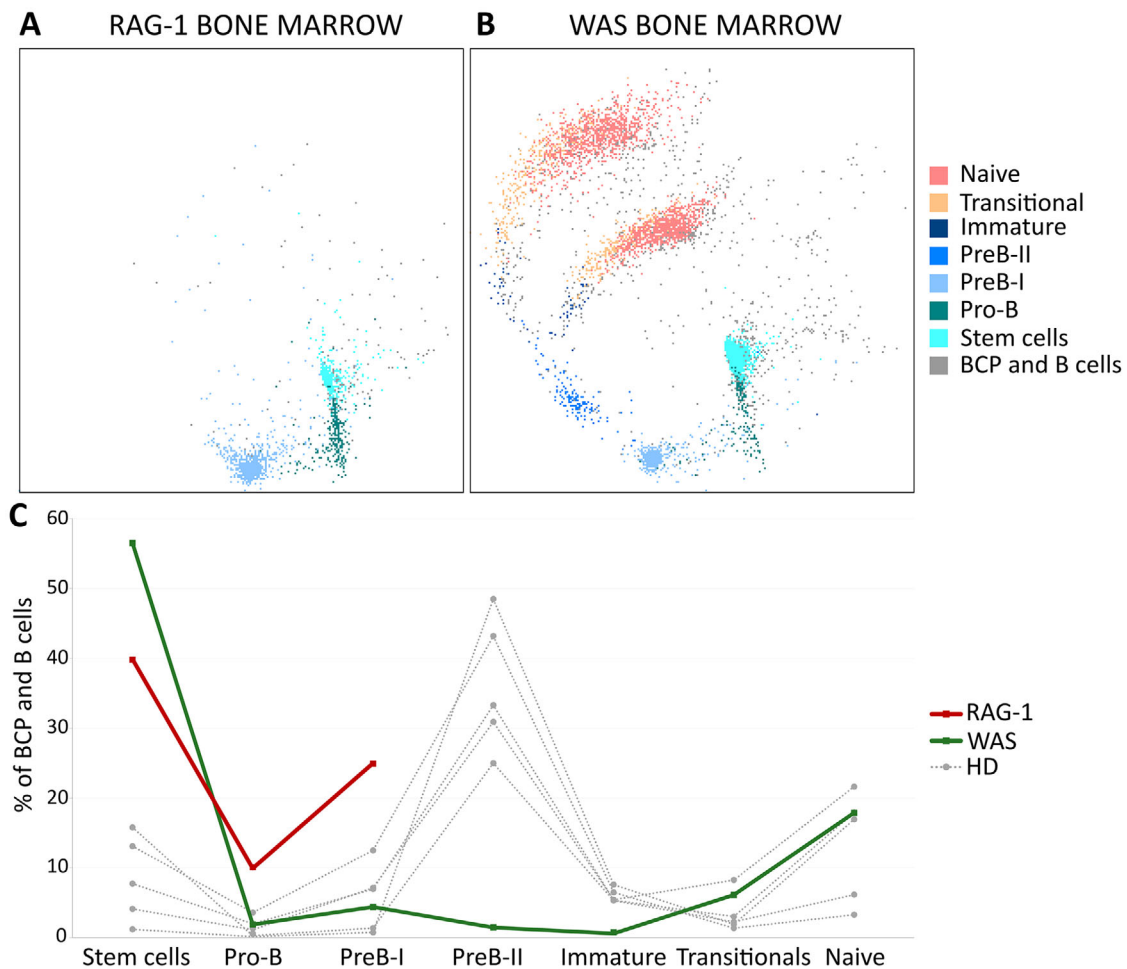 A RAG-1 BONE MARROW
B WAS BONE MARROW
Naive
Transitional
Immature
PreB-II
PreB-I
Pro-B
Stem cells
BCP and B cells
C
% of BCP and B cells
60
50
40
30
20
10
0
Stem cells Pro-B PreB-I PreB-II Immature Transitionals Naive
RAG-1
WAS
HD